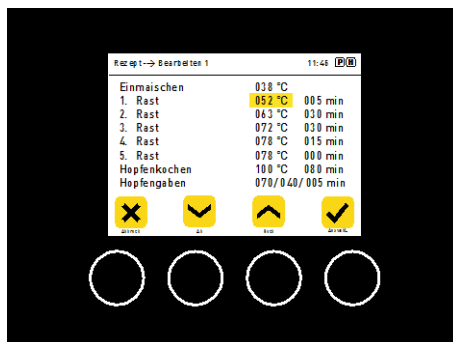 Rezept--> Bearbeiten 1 11:46 P H
Einmaischen 038 °C
1. Rast 052 °C 005 min
2. Rast 063 °C 030 min
3. Rast 072 °C 030 min
4. Rast 078 °C 015 min
5. Rast 078 °C 000 min
Hopfenkochen 100 °C 080 min
Hopfengaben 070/040/005 min